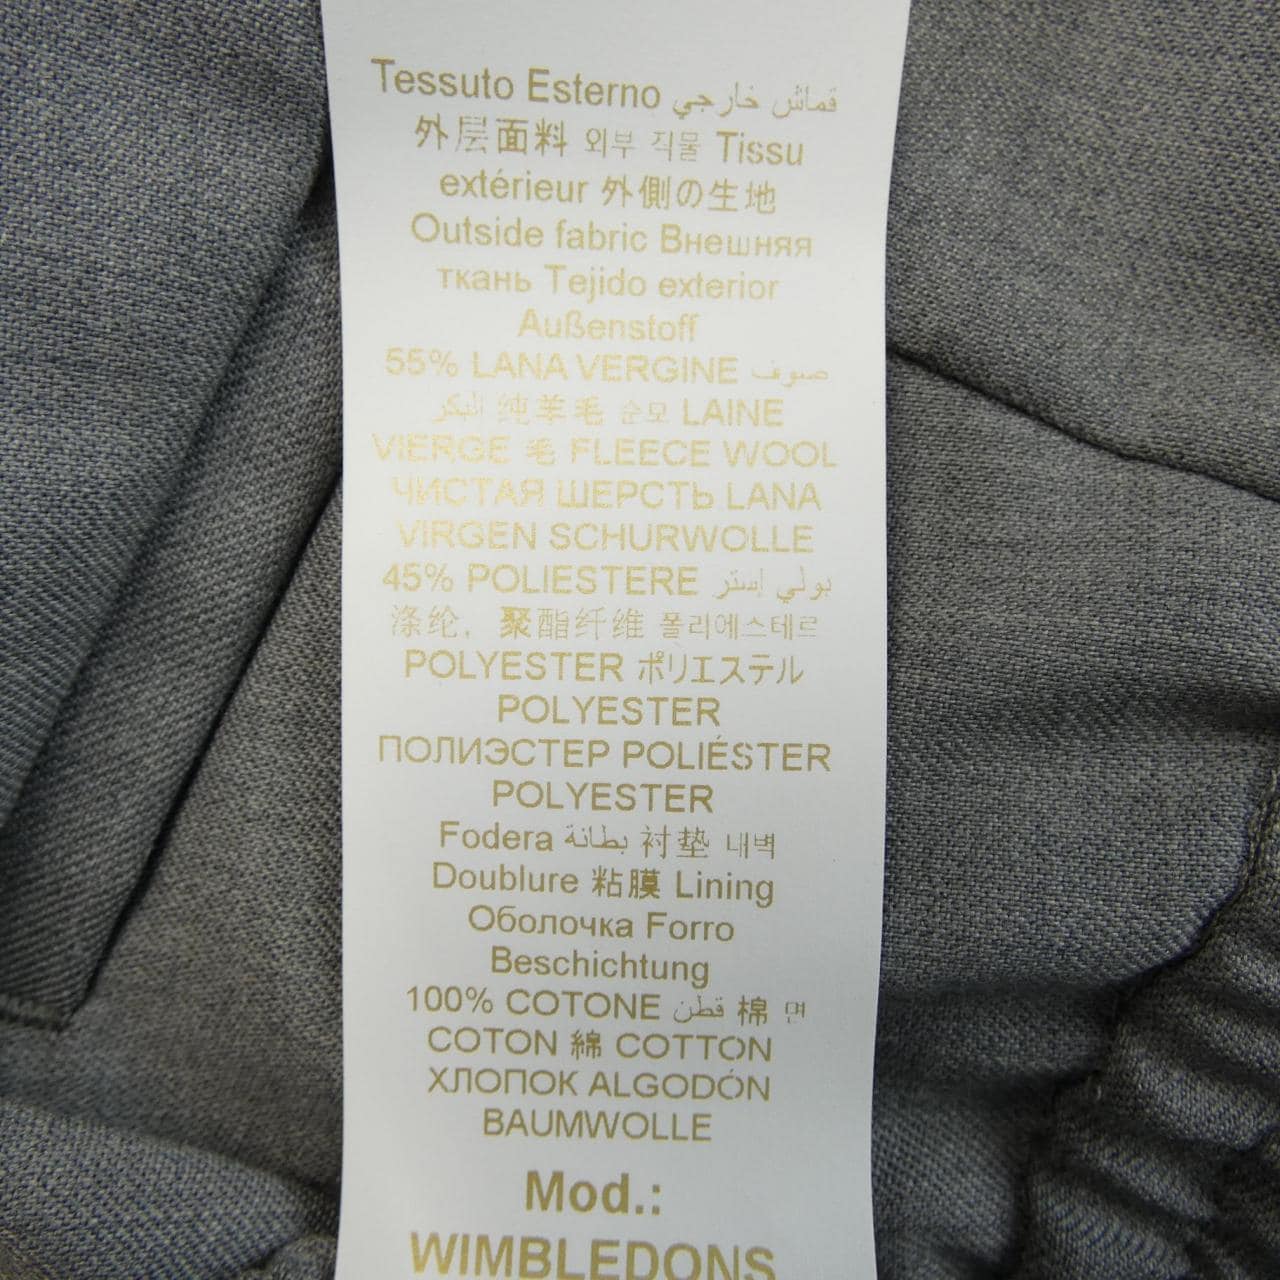 Tessuto Esterno قماش خارجي
外层面料 외부 직물 Tissu
extérieur 外側の生地
Outside fabric Внешняя
ткань Tejido exterior
Außenstoff
55% LANA VERGINE صوف
البكر 纯羊毛 순모 LAINE
VIERGE 毛 FLEECE WOOL
ЧИСТАЯ ШЕРСТЬ LANA
VIRGEN SCHURWOLLE
45% POLIESTERE بولي إستر
涤纶, 聚酯纤维 폴리에스테르
POLYESTER ポリエステル
POLYESTER
ПОЛИЭСТЕР POLIÉSTER
POLYESTER
Fodera بطانة 衬垫 내벽
Doublure 粘膜 Lining
Оболочка Forro
Beschichtung
100% COTONE قطن 棉 면
COTON 綿 COTTON
ХЛОПОК ALGODÓN
BAUMWOLLE
Mod.:
WIMBLEDONS